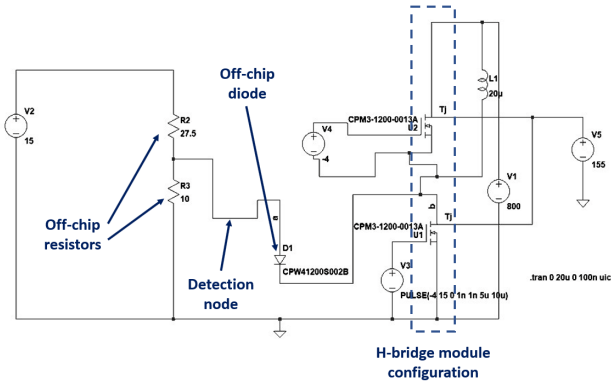 Off-chip
diode
L1
20µ
CPM3-1200-0013A
Tj
U2
V2
15
R2
27.5
V4
-4
V5
155
V1
800
R3
10
Off-chip
resistors
a
b
CPM3-1200-0013A
Tj
U1
D1
CPW41200S002B
Detection
node
V3
PULSE(-4 15 0 1n 1n 5u 10u)
.tran 0 20u 0 100n uic
H-bridge module
configuration